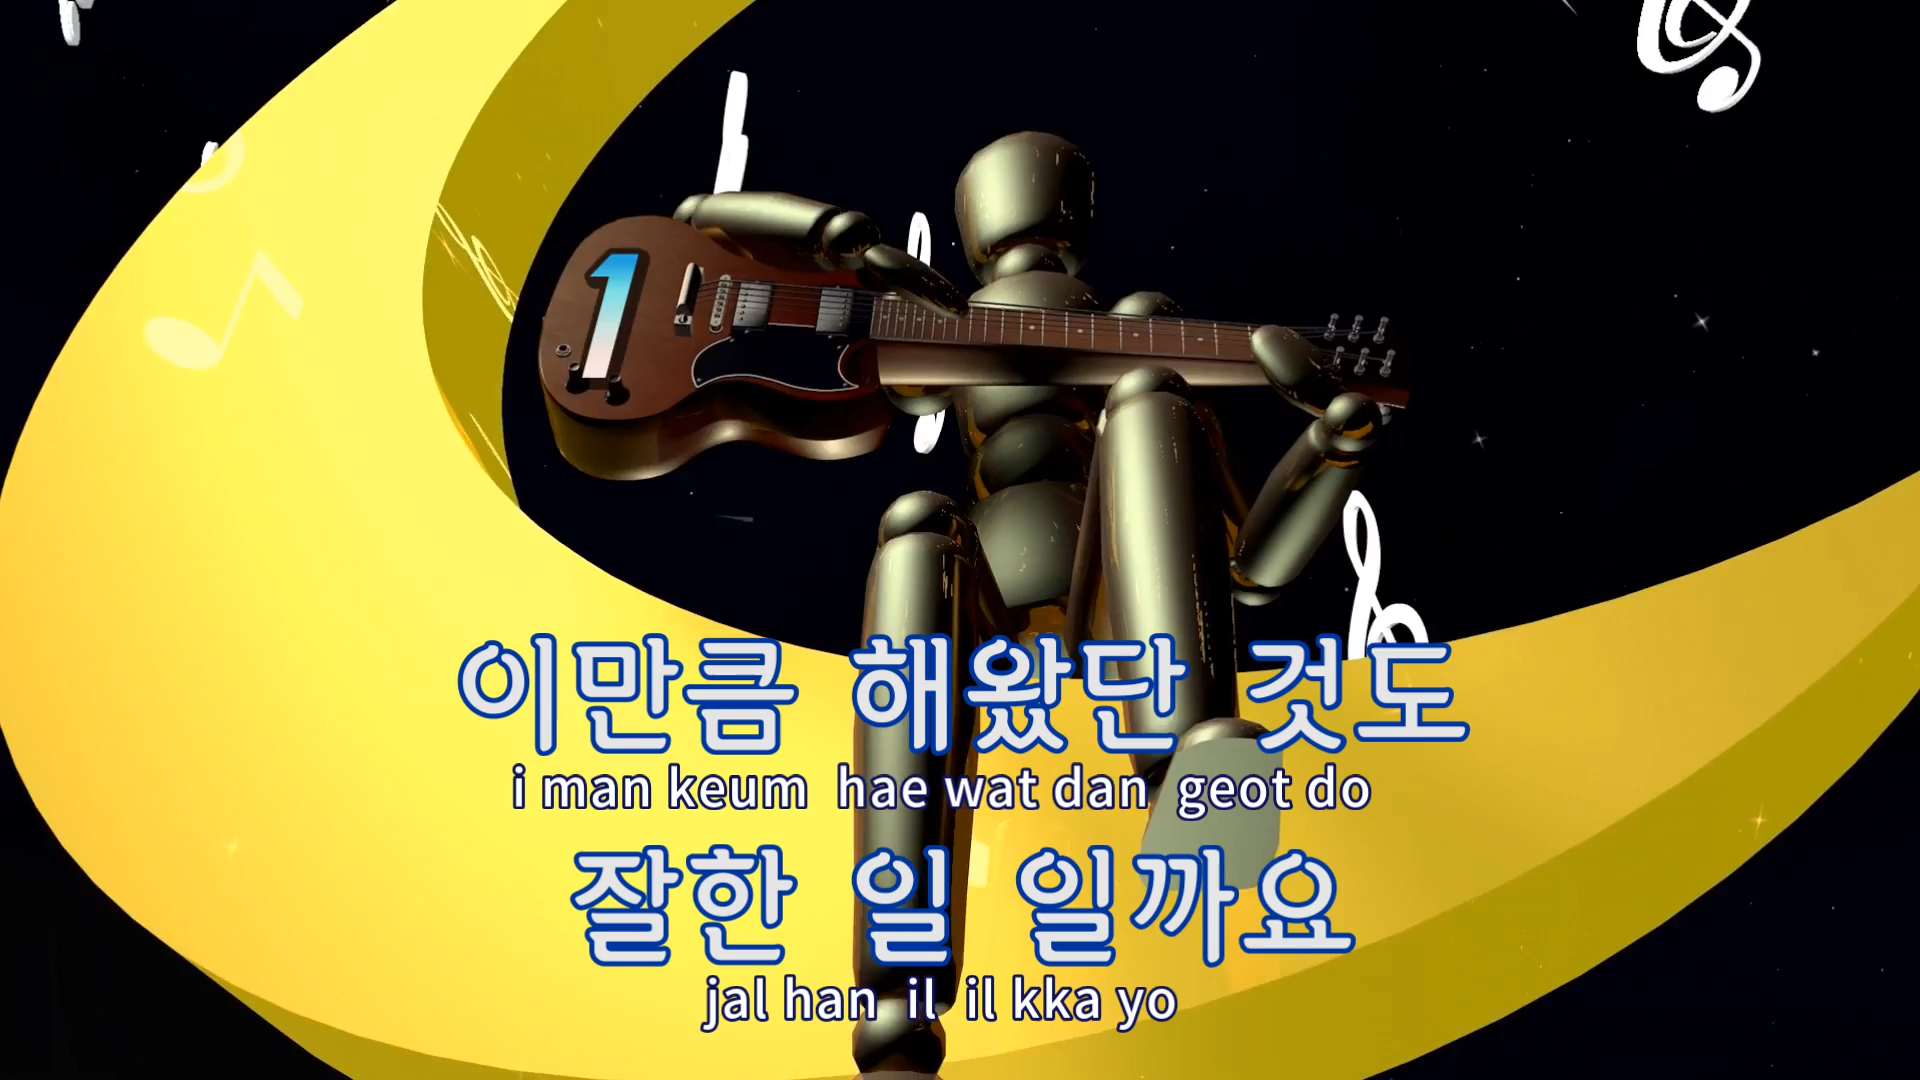 1
이만큼 해왔단 것도
i man keum hae wat dan geot do
잘한 일 일까요
jal han il il kka yo